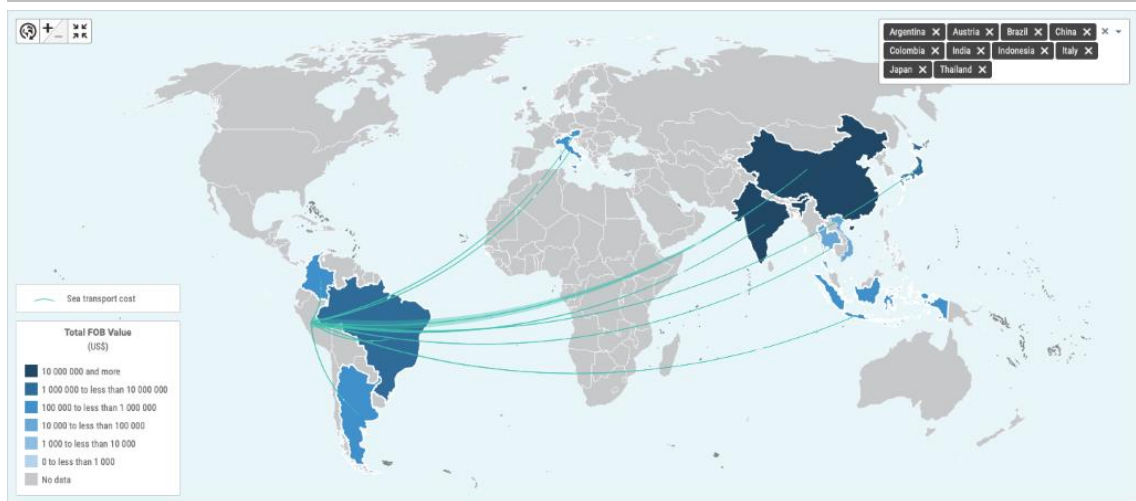 Argentina ✕ Austria ✕ Brazil ✕ China ✕
Colombia ✕ India ✕ Indonesia ✕ Italy ✕
Japan ✕ Thailand ✕
Sea transport cost
Total FOB Value
(US$)
10 000 000 and more
1 000 000 to less than 10 000 000
100 000 to less than 1 000 000
10 000 to less than 100 000
1 000 to less than 10 000
0 to less than 1 000
No data